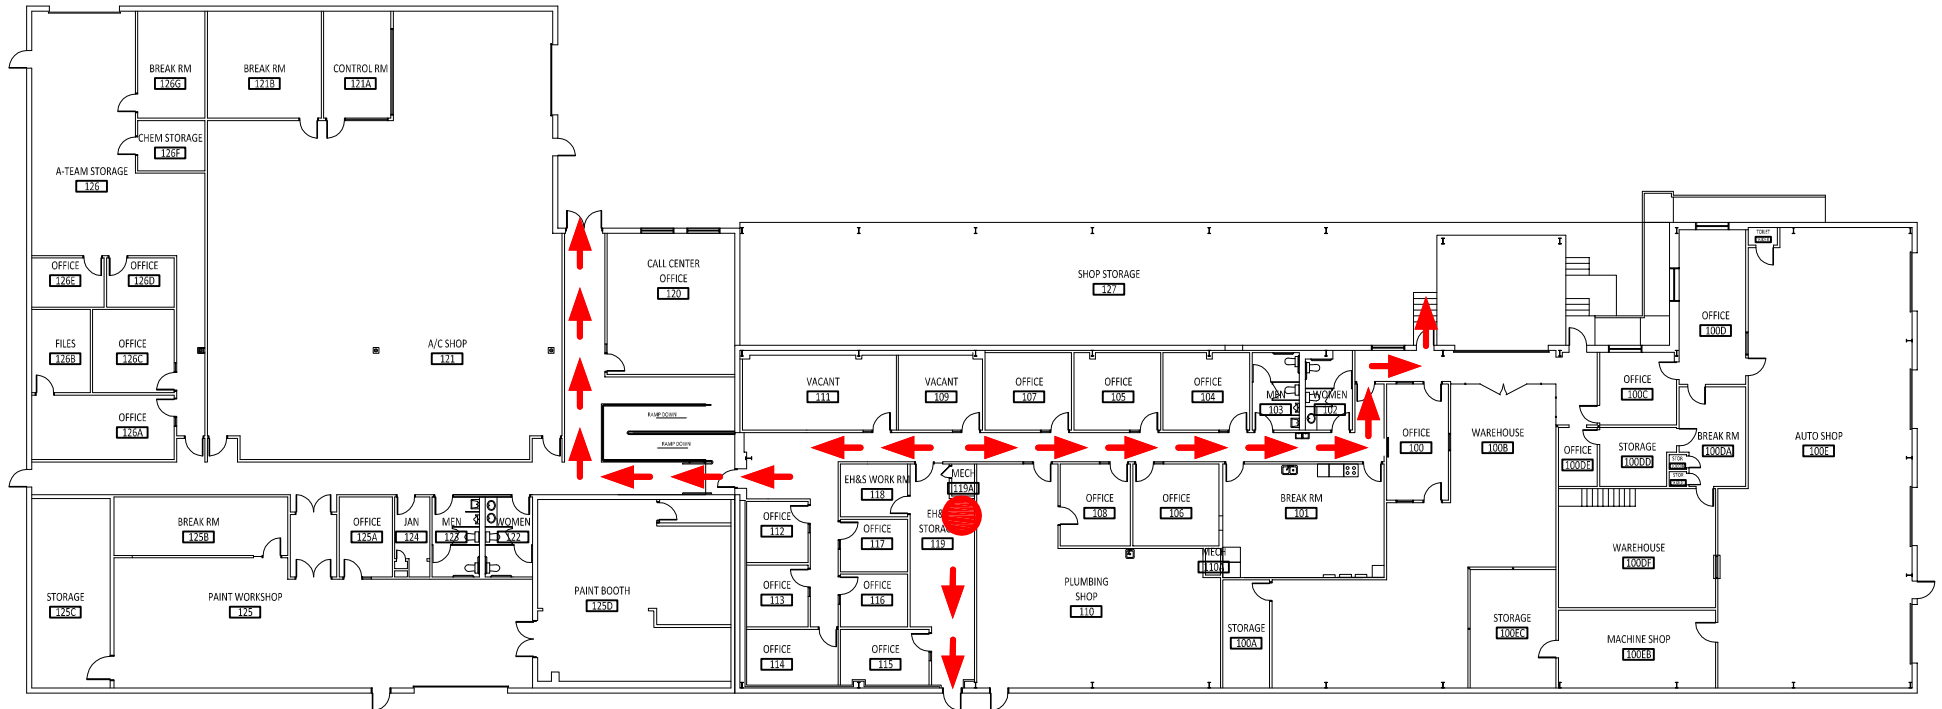 BREAK RM
126G
BREAK RM
121B
CONTROL RM
121A
CHEM STORAGE
126F
A-TEAM STORAGE
126
OFFICE
126E
OFFICE
126D
FILES
126B
OFFICE
126C
OFFICE
126A
A/C SHOP
121
CALL CENTER
OFFICE
120
SHOP STORAGE
127
RAMP DOWN
RAMP DOWN
VACANT
111
VACANT
109
OFFICE
107
OFFICE
105
OFFICE
104
MEN
103
WOMEN
102
OFFICE
100
WAREHOUSE
100B
OFFICE
100C
OFFICE
100D
TOILET
OFFICE
100DE
STORAGE
100DD
BREAK RM
100DA
STOR
STOR
AUTO SHOP
100E
BREAK RM
125B
OFFICE
125A
JAN
124
MEN
123
WOMEN
122
STORAGE
125C
PAINT WORKSHOP
125
PAINT BOOTH
125D
OFFICE
112
OFFICE
113
OFFICE
114
EH&S WORK RM
118
OFFICE
117
OFFICE
116
OFFICE
115
MECH
119A
EH&
STORA
119
OFFICE
108
OFFICE
106
BREAK RM
101
MECH
110A
PLUMBING
SHOP
110
STORAGE
100A
STORAGE
100FC
WAREHOUSE
100DF
MACHINE SHOP
100EB